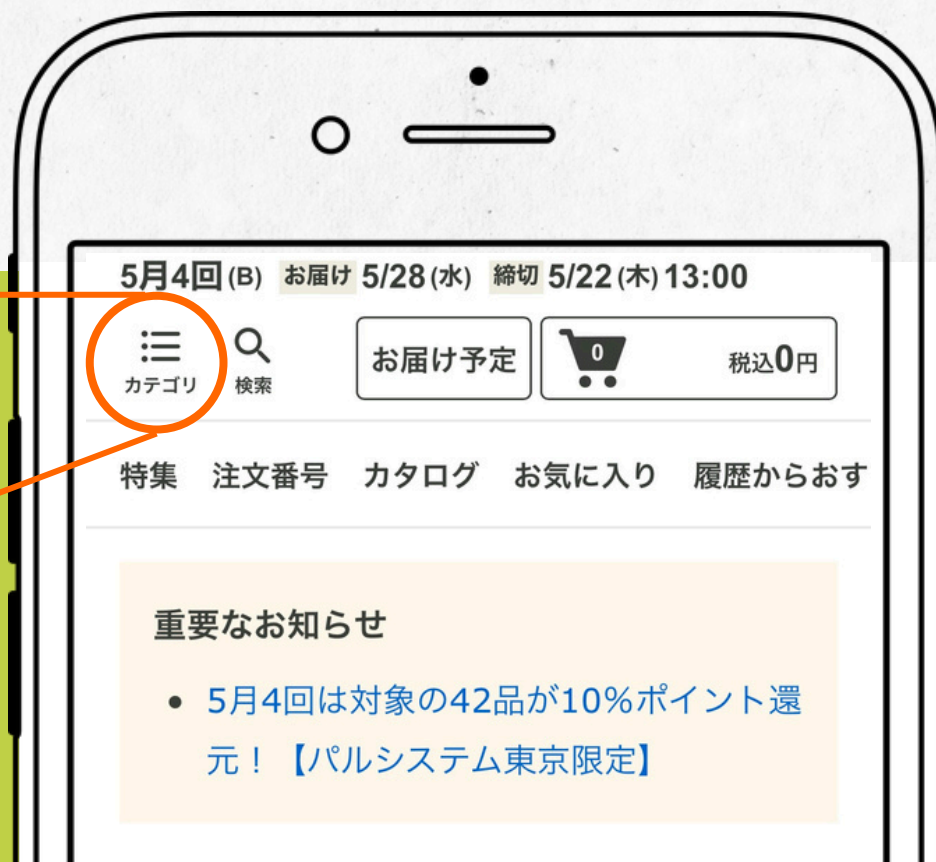 5月4回(B) お届け 5/28(水) 締切 5/22(木)13:00
カテゴリ 検索 お届け予定 0 税込0円
特集 注文番号 カタログ お気に入り 履歴からおす
重要なお知らせ
• 5月4回は対象の42品が10%ポイント還
元！【パルシステム東京限定】